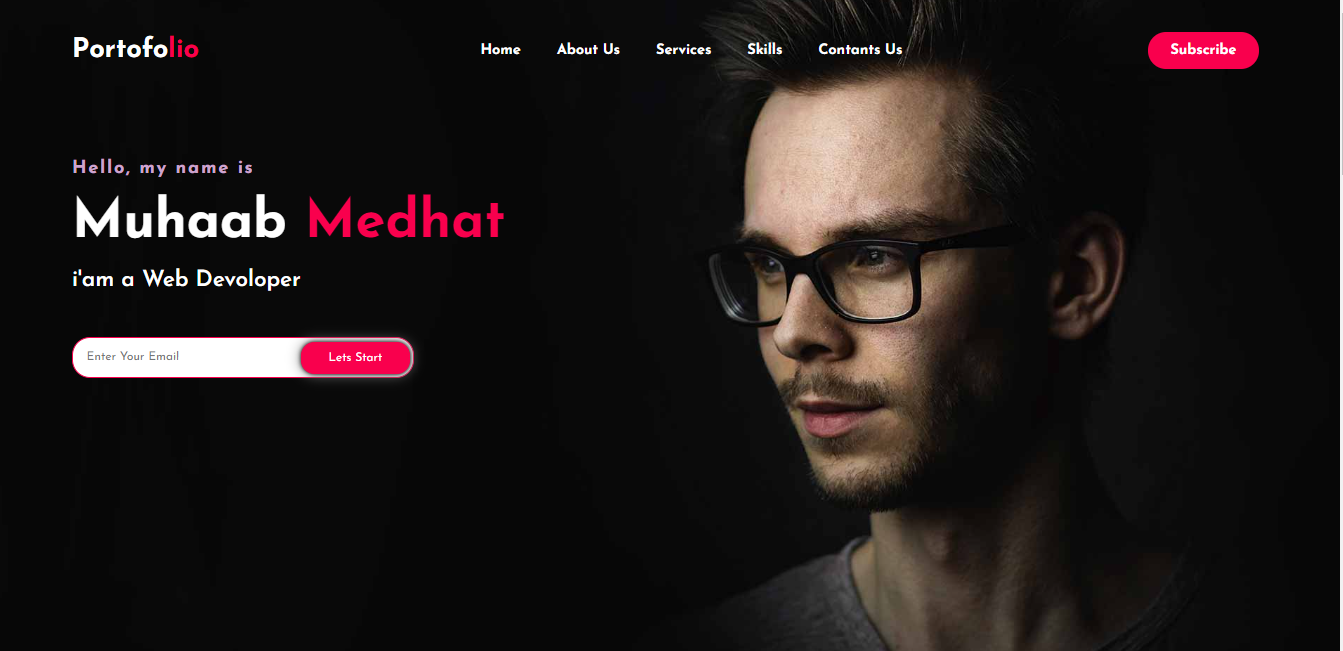 Portofolio
Home About Us Services Skills Contants Us
Subscribe
Hello, my name is
Muhaab Medhat
i'am a Web Devoloper
Enter Your Email
Lets Start